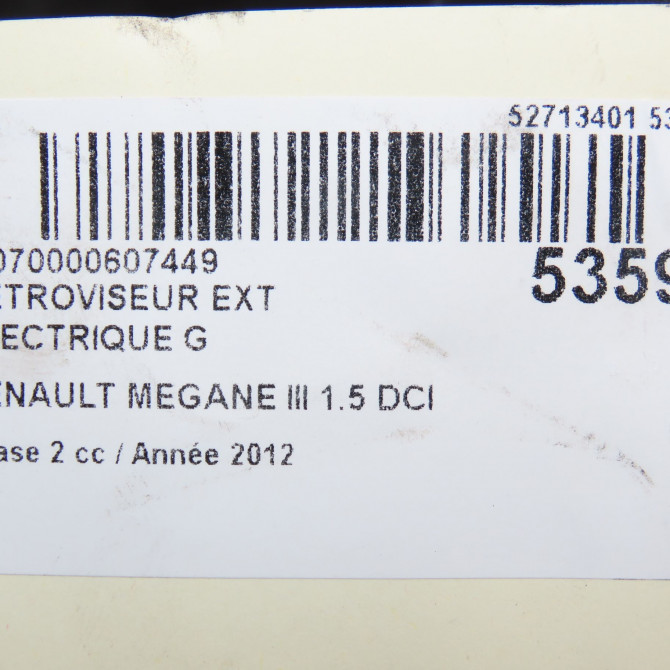 52713401 53
070000607449
ETROVISEUR EXT
5359
ECTRIQUE G
ENAULT MEGANE III 1.5 DCI
ase 2 cc / Année 2012